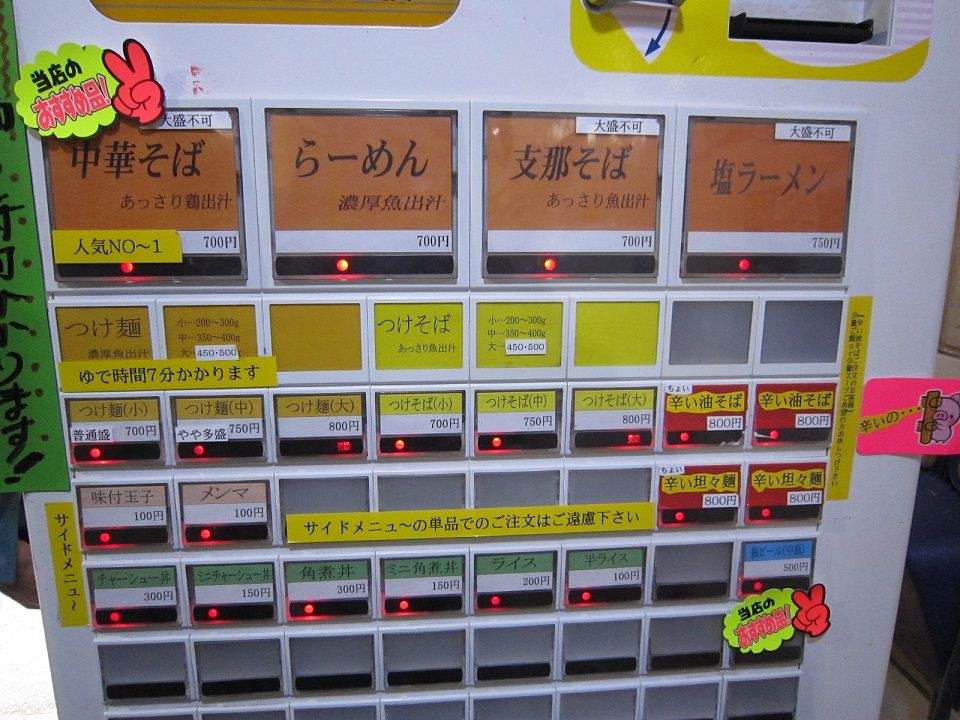 当店の
おすすめ品!
大盛不可
中華そば
あっさり鶏出汁
700円
人気NO~1
らーめん
濃厚魚出汁
700円
大盛不可
支那そば
あっさり魚出汁
700円
大盛不可
塩ラーメン
750円
つけ麺
濃厚魚出汁
小…200~300g
中…350~400g
大…450・500
つけそば
あっさり魚出汁
小…200~300g
中…350~400g
大…450・500
ゆで時間7分かかります
つけ麺(小)
普通盛
700円
つけ麺(中)
やや多盛
750円
つけ麺(大)
800円
売切
つけそば(小)
700円
つけそば(中)
750円
つけそば(大)
800円
売切
ちょい
辛い油そば
800円
辛い油そば
800円
辛いの・・・
味付玉子
100円
メンマ
100円
ちょい
辛い坦々麺
800円
辛い坦々麺
800円
サイドメニュ~の単品でのご注文はご遠慮下さい
サイドメニュ~
チャーシュー丼
300円
ミニチャーシュー丼
150円
角煮丼
300円
ミニ角煮丼
150円
ライス
200円
半ライス
100円
瓶ビール(中瓶)
500円
当店の
おすすめ品!
かかります!